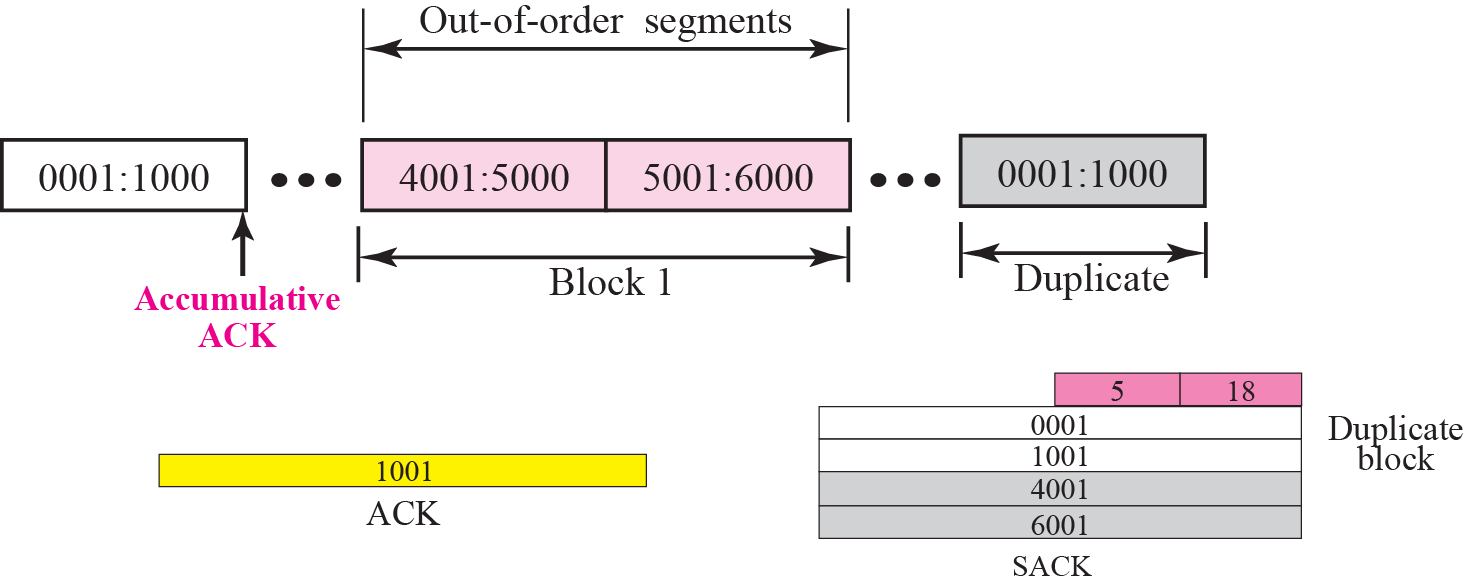 Out-of-order segments
0001:1000 ••• 4001:5000 5001:6000 ••• 0001:1000
Block 1
Duplicate
Accumulative
ACK
5 18
0001
1001
4001
6001
Duplicate
block
SACK
1001
ACK